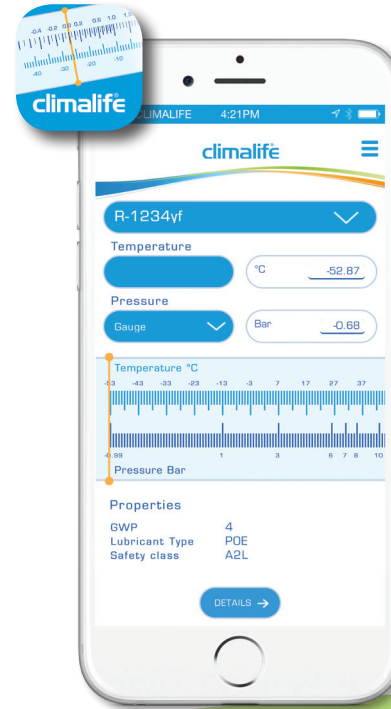 -0.4 -0.2 0.0 0.2 0.6 1.0 1.5
-40 -30 -20 -10
climalife
CLIMALIFE 4:21PM
climalife
R-1234yf
Temperature
°C -52.87
Pressure
Gauge Bar -0.68
Temperature °C
-53 -43 -33 -23 -13 -3 7 17 27 37
-0.99 1 3 6 7 8 10
Pressure Bar
Properties
GWP 4
Lubricant Type POE
Safety class A2L
DETAILS →